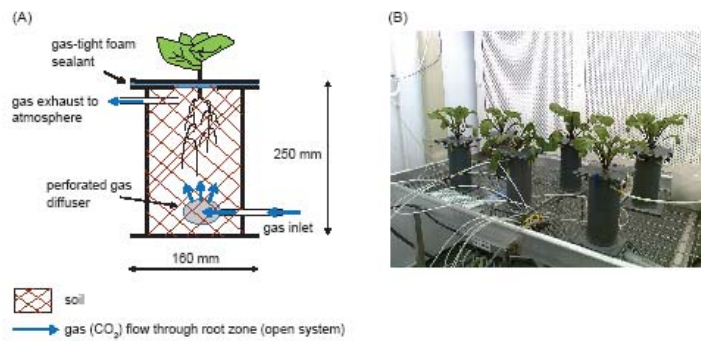 (A)
(B)
gas-tight foam
sealant
gas exhaust to
atmosphere
250 mm
perforated gas
diffuser
gas inlet
160 mm
soil
gas (CO₂) flow through root zone (open system)